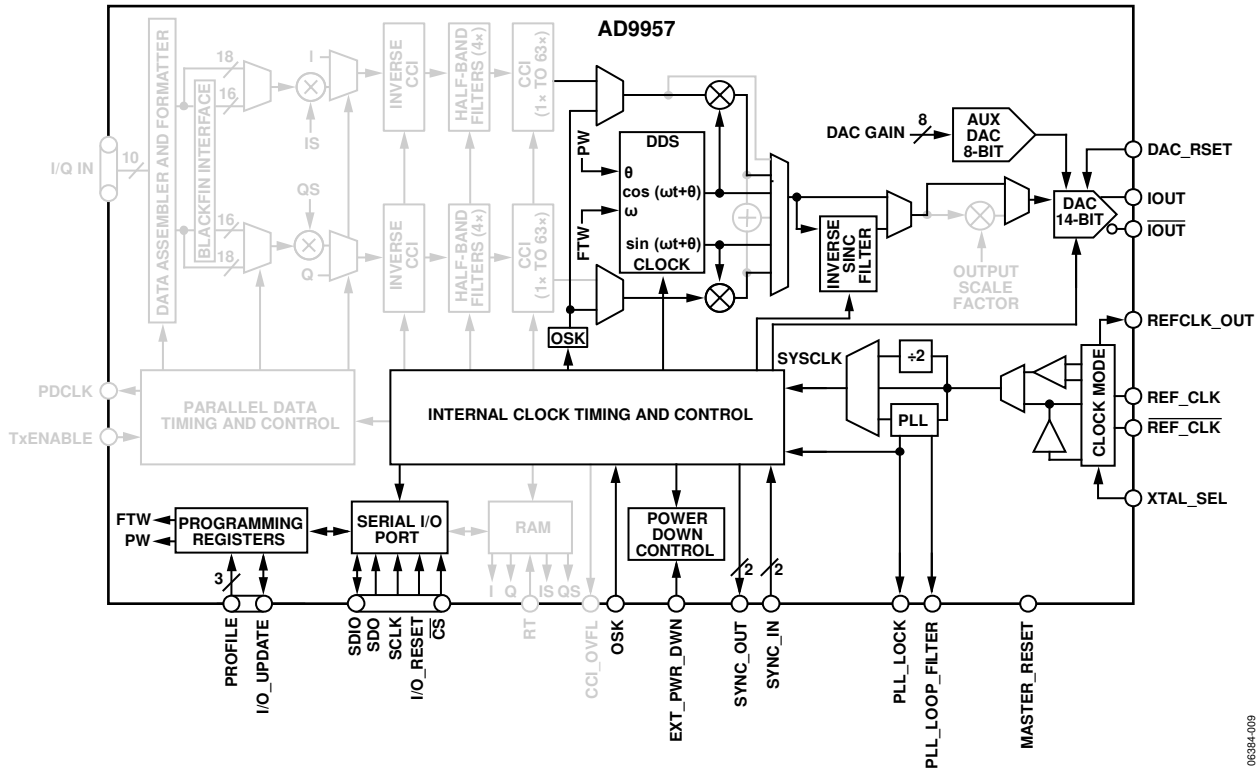 AD9957
I/Q IN
10
DATA ASSEMBLER AND FORMATTER
BLACKFIN INTERFACE
18
16
16
18
I
IS
QS
Q
INVERSE
CCI
HALF-BAND
FILTERS (4×)
CCI
(1× TO 63×)
INVERSE
CCI
HALF-BAND
FILTERS (4×)
CCI
(1× TO 63×)
PW
FTW
DDS
θ
cos (ωt+θ)
ω
sin (ωt+θ)
CLOCK
OSK
INVERSE
SINC
FILTER
OUTPUT
SCALE
FACTOR
DAC GAIN
8
AUX
DAC
8-BIT
DAC
14-BIT
DAC_RSET
IOUT
IOUT
REFCLK_OUT
REF_CLK
REF_CLK
XTAL_SEL
CLOCK MODE
÷2
PLL
SYSCLK
PDCLK
TxENABLE
PARALLEL DATA
TIMING AND CONTROL
INTERNAL CLOCK TIMING AND CONTROL
FTW
PW
PROGRAMMING
REGISTERS
SERIAL I/O
PORT
RAM
POWER
DOWN
CONTROL
3
I
Q
IS
QS
2
2
PROFILE
I/O_UPDATE
SDIO
SDO
SCLK
I/O_RESET
CS
RT
CCI_OVFL
OSK
EXT_PWR_DWN
SYNC_OUT
SYNC_IN
PLL_LOCK
PLL_LOOP_FILTER
MASTER_RESET
06384-009